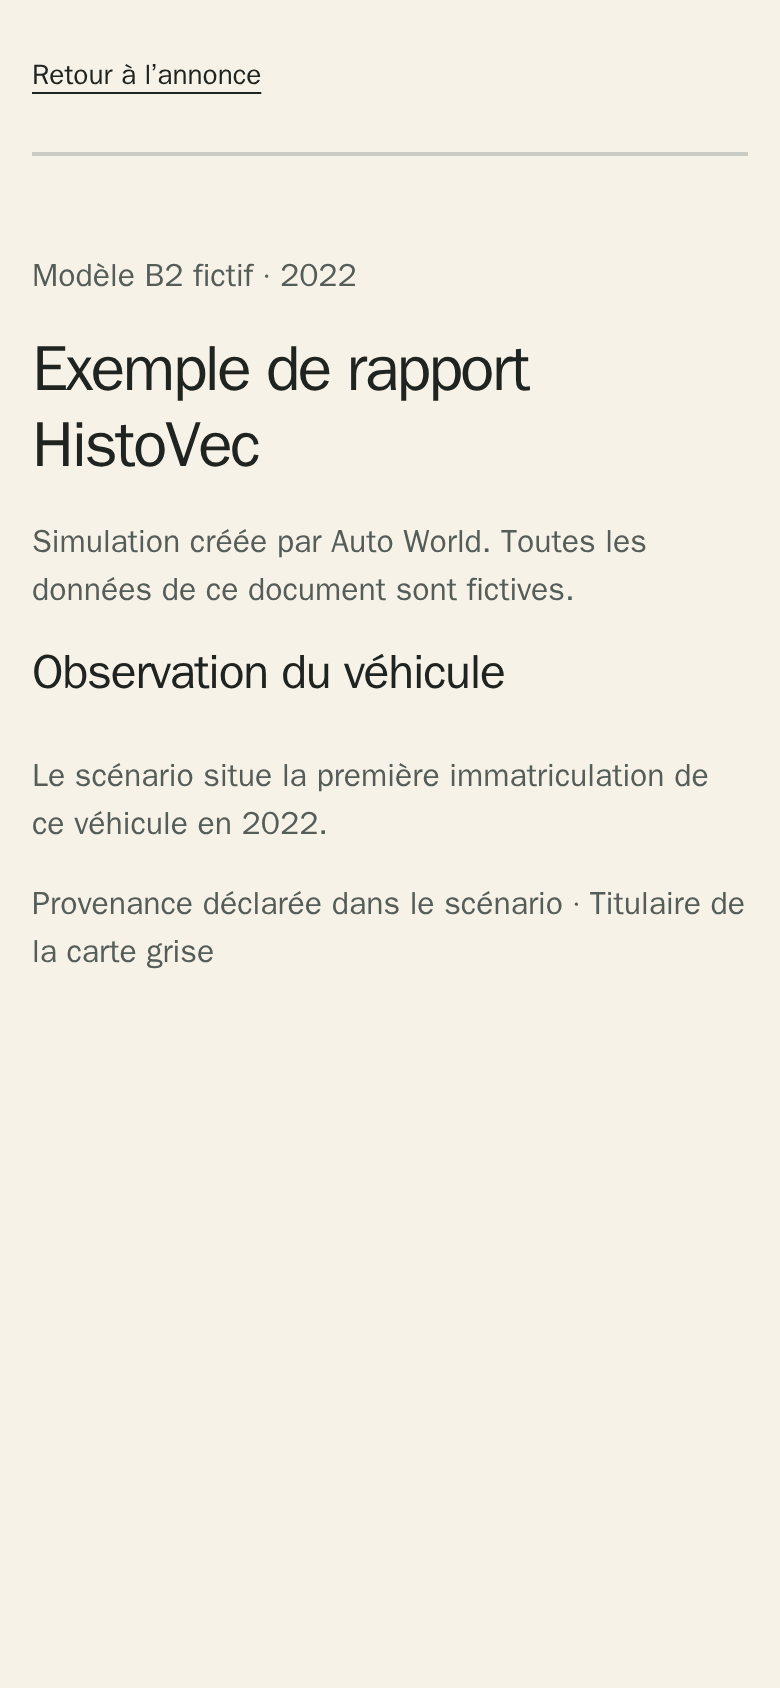 Retour à l’annonce
Modèle B2 fictif · 2022
Exemple de rapport
HistoVec
Simulation créée par Auto World. Toutes les
données de ce document sont fictives.
Observation du véhicule
Le scénario situe la première immatriculation de
ce véhicule en 2022.
Provenance déclarée dans le scénario · Titulaire de
la carte grise